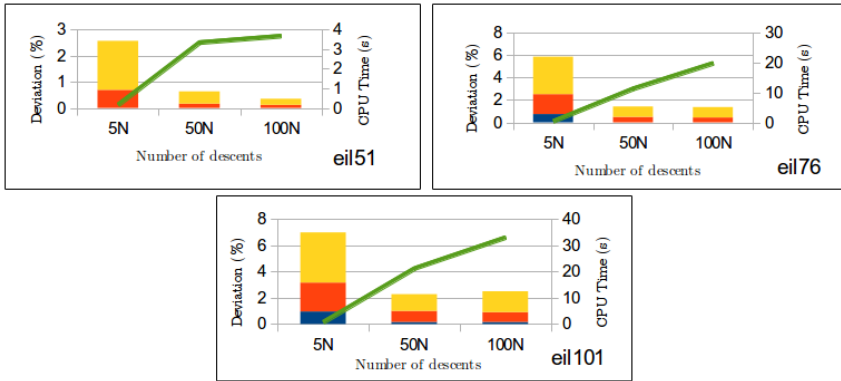 Deviation (%)
3
2
1
0
5N 50N 100N
4
3
2
1
0
CPU Time (s)
Number of descents
eil51
Deviation (%)
8
6
4
2
0
5N 50N 100N
30
20
10
0
CPU Time (s)
Number of descents
eil76
Deviation (%)
8
6
4
2
0
5N 50N 100N
40
30
20
10
0
CPU Time (s)
Number of descents
eil101